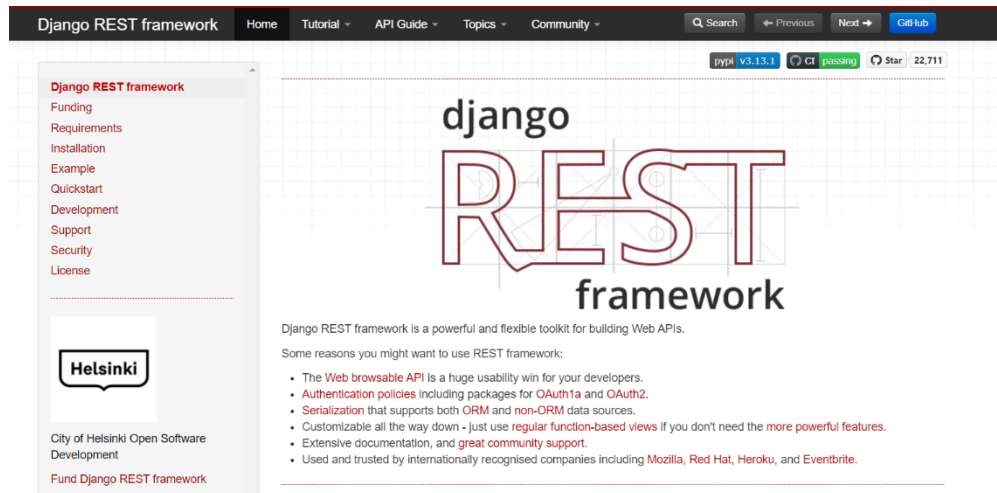 Django REST framework Home Tutorial API Guide Topics Community Search Previous Next GitHub
pypi v3.13.1 CI passing Star 22,711
Django REST framework
Funding
Requirements
Installation
Example
Quickstart
Development
Support
Security
License
Helsinki
City of Helsinki Open Software
Development
Fund Django REST framework
django
REST
framework
Django REST framework is a powerful and flexible toolkit for building Web APIs.
Some reasons you might want to use REST framework:
• The Web browsable API is a huge usability win for your developers.
• Authentication policies including packages for OAuth1a and OAuth2.
• Serialization that supports both ORM and non-ORM data sources.
• Customizable all the way down - just use regular function-based views if you don't need the more powerful features.
• Extensive documentation, and great community support.
• Used and trusted by internationally recognised companies including Mozilla, Red Hat, Heroku, and Eventbrite.